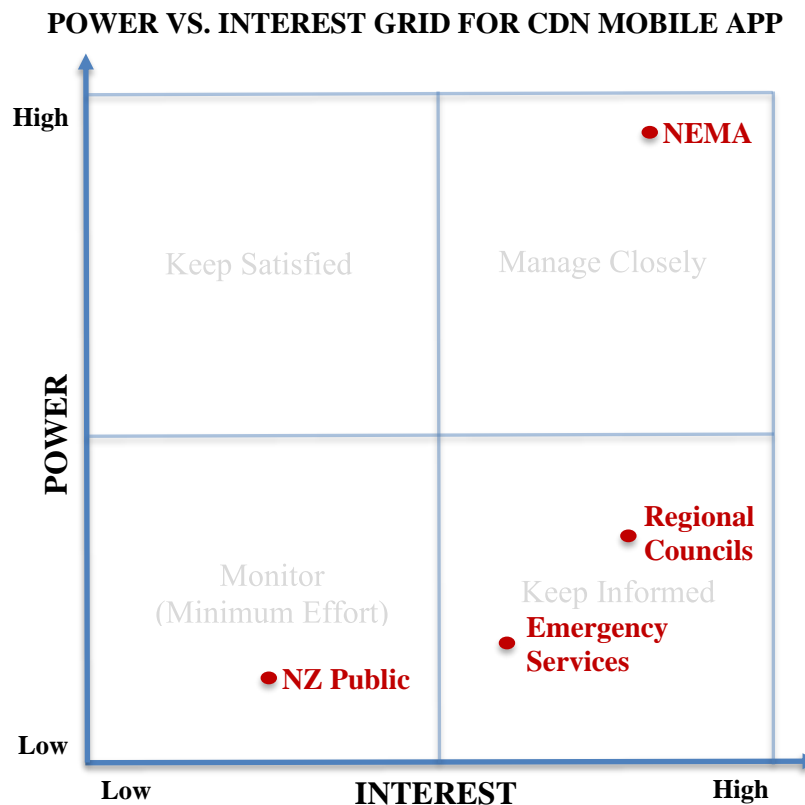 POWER VS. INTEREST GRID FOR CDN MOBILE APP
High
NEMA
Keep Satisfied
Manage Closely
POWER
Regional
Councils
Monitor
(Minimum Effort)
Keep Informed
Emergency
Services
NZ Public
Low
Low
INTEREST
High